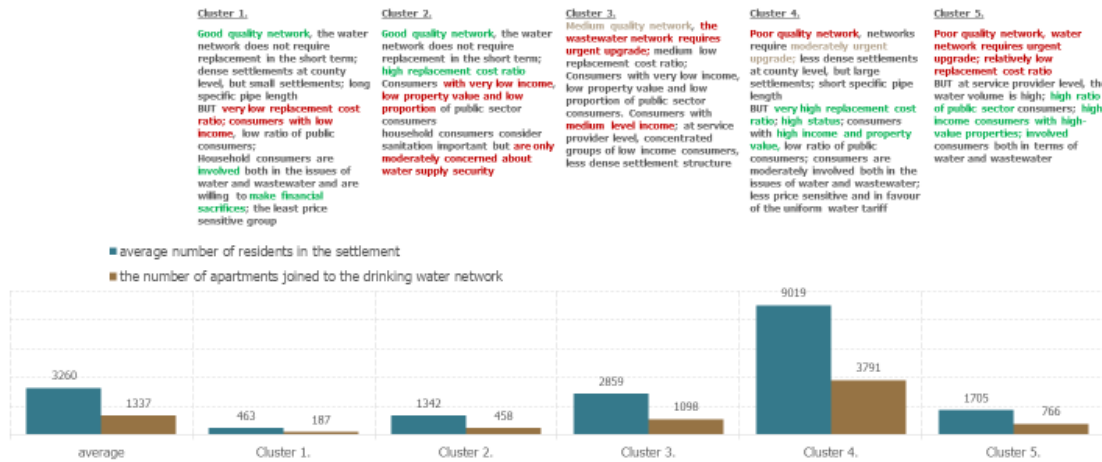 Cluster 1.
Good quality network, the water
network does not require
replacement in the short term;
dense settlements at county
level, but small settlements; long
specific pipe length
BUT very low replacement cost
ratio; consumers with low
income, low ratio of public
consumers;
Household consumers are
involved both in the issues of
water and wastewater and are
willing to make financial
sacrifices; the least price
sensitive group
Cluster 2.
Good quality network, the water
network does not require
replacement in the short term;
high replacement cost ratio
Consumers with very low income,
low property value and low
proportion of public sector
consumers
household consumers consider
sanitation important but are only
moderately concerned about
water supply security
Cluster 3.
Medium quality network, the
wastewater network requires
urgent upgrade; medium low
replacement cost ratio;
Consumers with very low income,
low property value and low
proportion of public sector
consumers. Consumers with
medium level income; at service
provider level, concentrated
groups of low income consumers,
less dense settlement structure
Cluster 4.
Poor quality network, networks
require moderately urgent
upgrade; less dense settlements
at county level, but large
settlements; short specific pipe
length
BUT very high replacement cost
ratio; high status; consumers
with high income and property
value, low ratio of public
consumers; consumers are
moderately involved both in the
issues of water and wastewater;
less price sensitive and in favour
of the uniform water tariff
Cluster 5.
Poor quality network, water
network requires urgent
upgrade; relatively low
replacement cost ratio
BUT at service provider level, the
water volume is high; high ratio
of public sector consumers; high
income consumers with high-
value properties; involved
consumers both in terms of
water and wastewater
average number of residents in the settlement
the number of apartments joined to the drinking water network
3260
1337
463
187
1342
458
2859
1098
9019
3791
1705
766
average
Cluster 1.
Cluster 2.
Cluster 3.
Cluster 4.
Cluster 5.